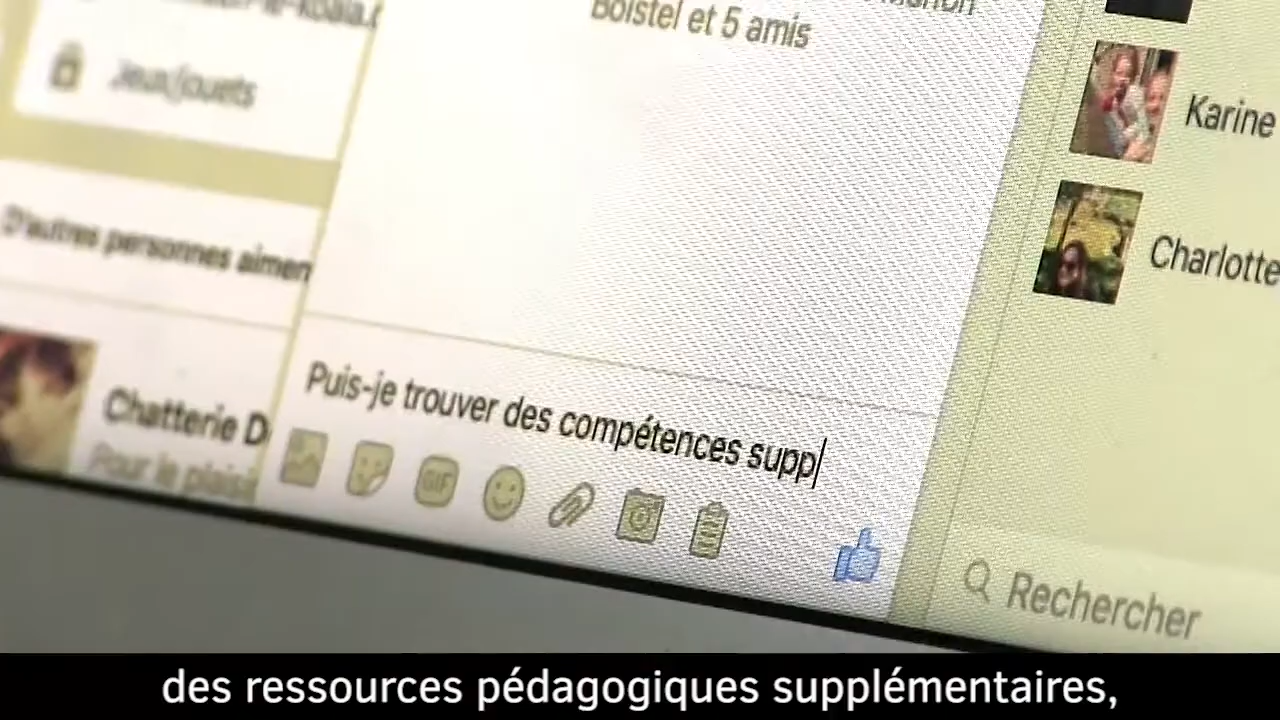 Boistel et 5 amis
Jeux/jouets
Karine
D'autres personnes aimen
Charlotte
Puis-je trouver des compétences supp
Chatterie D
Pour le plaisi
GIF
Rechercher
des ressources pédagogiques supplémentaires,